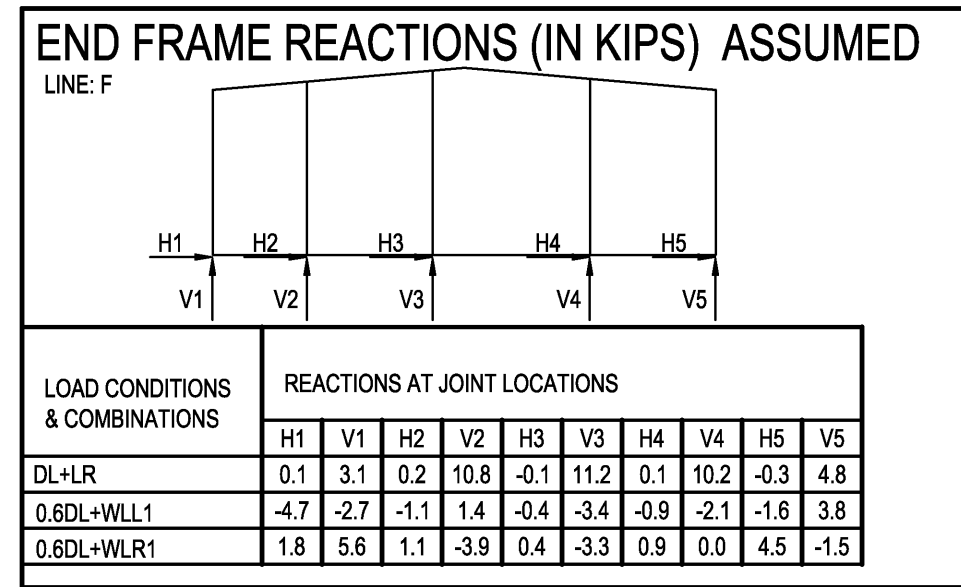 END FRAME REACTIONS (IN KIPS) ASSUMED
LINE: F
H1 H2 H3 H4 H5
V1 V2 V3 V4 V5
LOAD CONDITIONS
& COMBINATIONS
REACTIONS AT JOINT LOCATIONS
H1 V1 H2 V2 H3 V3 H4 V4 H5 V5
DL+LR 0.1 3.1 0.2 10.8 -0.1 11.2 0.1 10.2 -0.3 4.8
0.6DL+WLL1 -4.7 -2.7 -1.1 1.4 -0.4 -3.4 -0.9 -2.1 -1.6 3.8
0.6DL+WLR1 1.8 5.6 1.1 -3.9 0.4 -3.3 0.9 0.0 4.5 -1.5